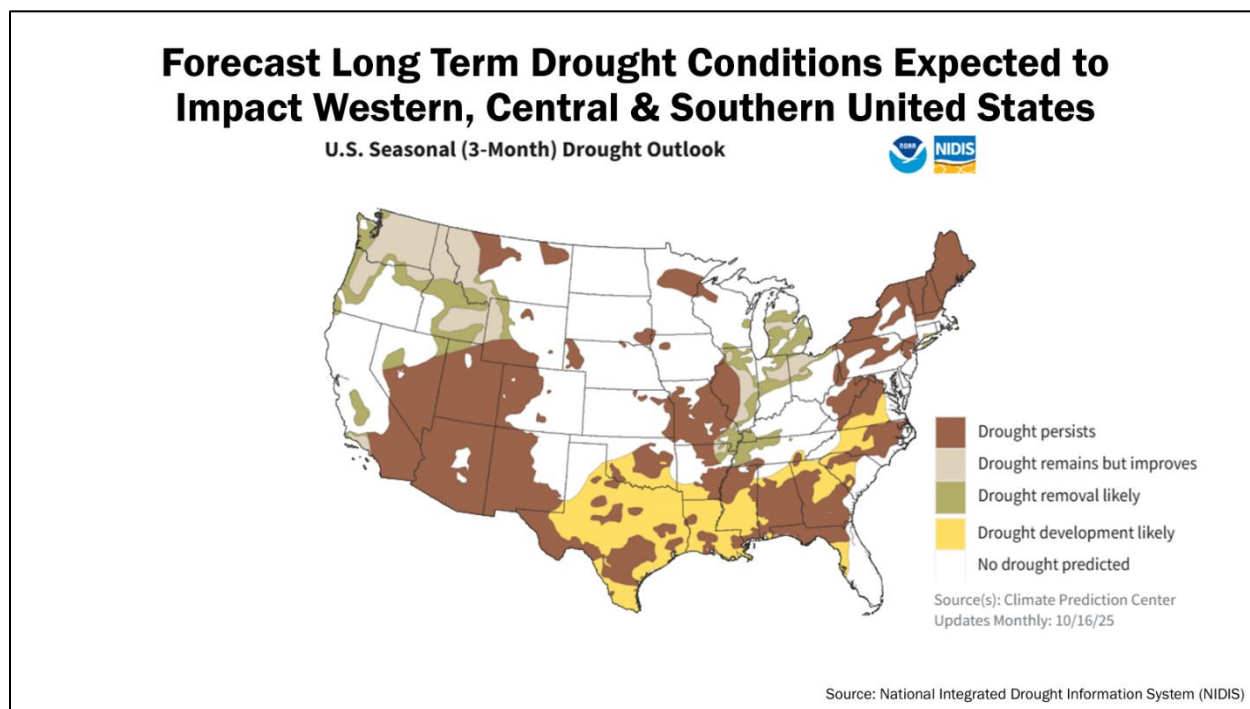 Forecast Long Term Drought Conditions Expected to
Impact Western, Central & Southern United States
U.S. Seasonal (3-Month) Drought Outlook
NOAA
NIDIS
Drought persists
Drought remains but improves
Drought removal likely
Drought development likely
No drought predicted
Source(s): Climate Prediction Center
Updates Monthly: 10/16/25
Source: National Integrated Drought Information System (NIDIS)